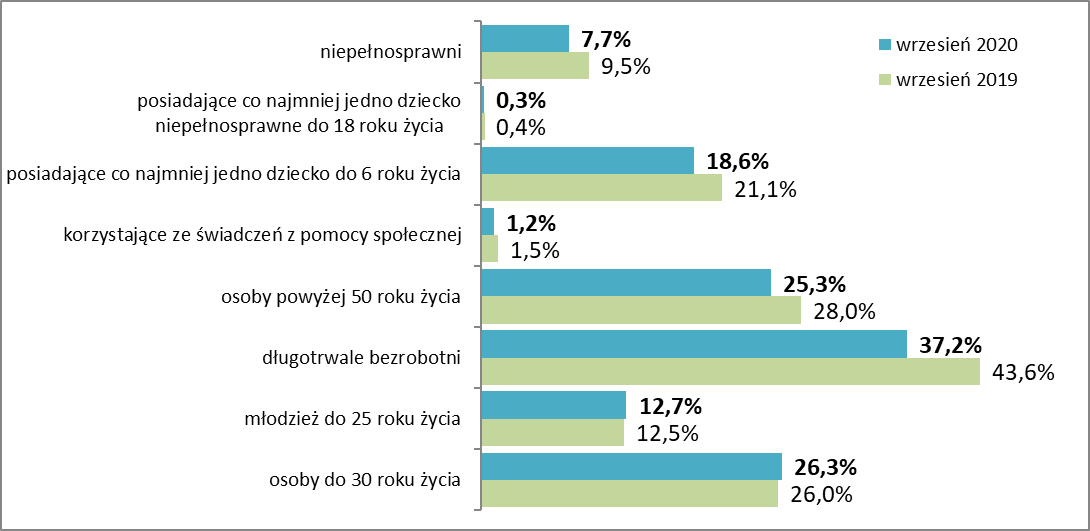 niepełnosprawni
7,7%
9,5%
wrzesień 2020
wrzesień 2019
posiadające co najmniej jedno dziecko
niepełnosprawne do 18 roku życia
0,3%
0,4%
posiadające co najmniej jedno dziecko do 6 roku życia
18,6%
21,1%
korzystające ze świadczeń z pomocy społecznej
1,2%
1,5%
osoby powyżej 50 roku życia
25,3%
28,0%
długotrwale bezrobotni
37,2%
43,6%
młodzież do 25 roku życia
12,7%
12,5%
osoby do 30 roku życia
26,3%
26,0%